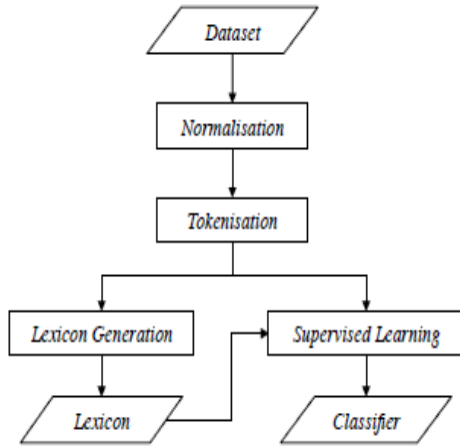 Dataset
Normalisation
Tokenisation
Lexicon Generation
Supervised Learning
Lexicon
Classifier